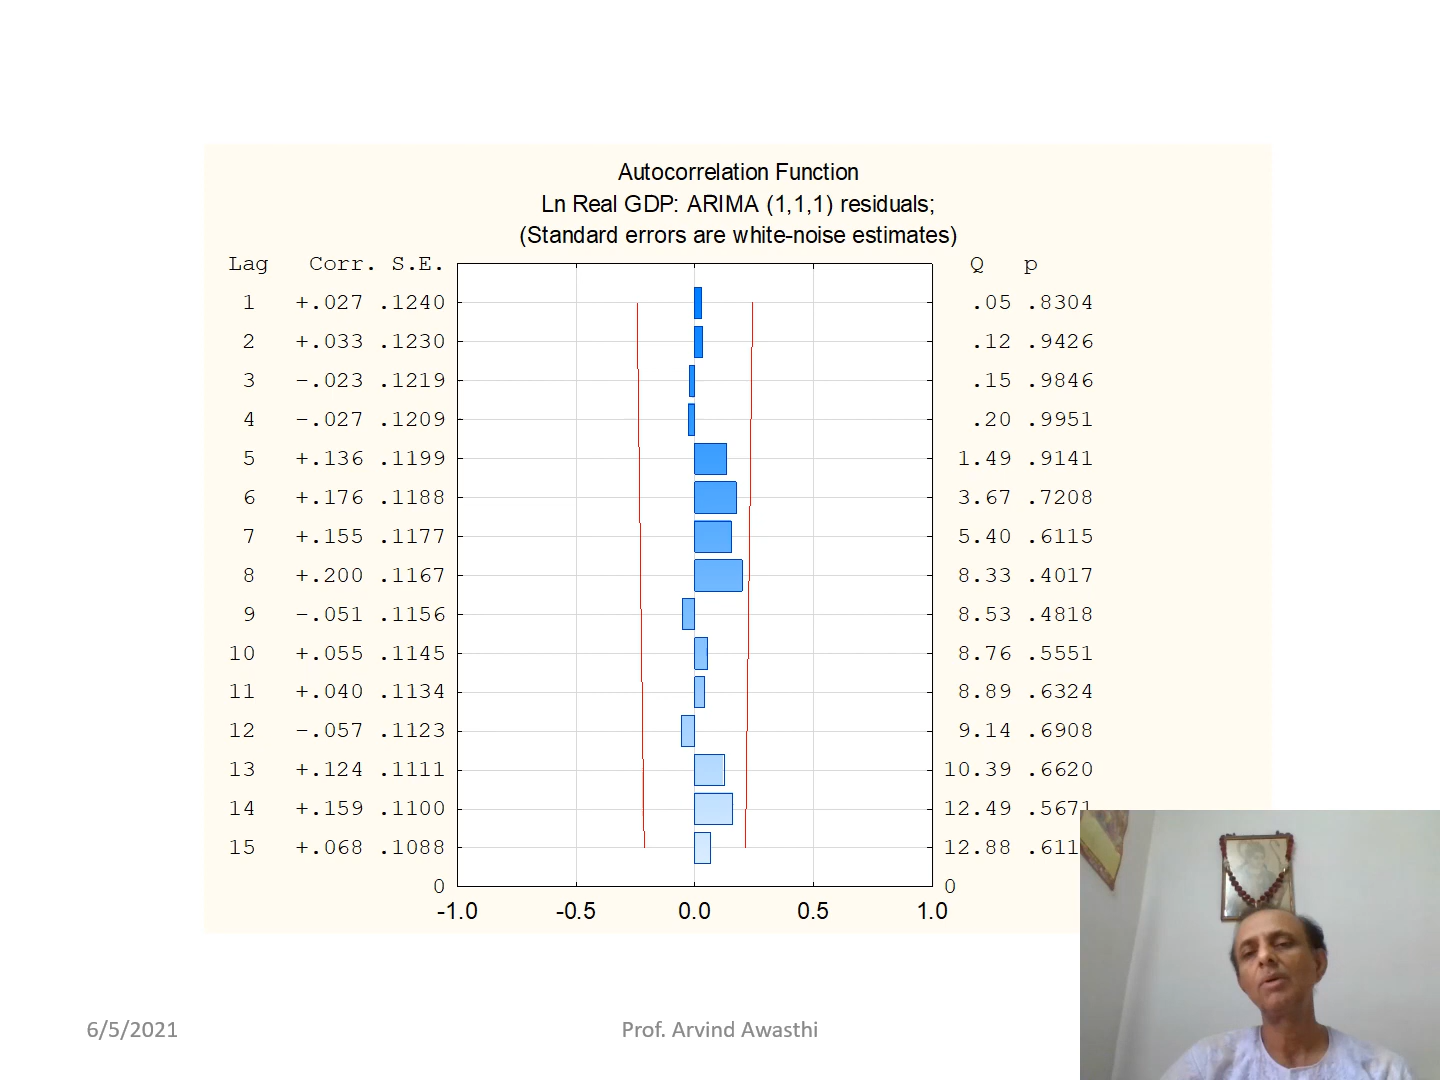 Autocorrelation Function
Ln Real GDP: ARIMA (1,1,1) residuals;
(Standard errors are white-noise estimates)
Lag Corr. S.E. Q p
1 +.027 .1240 .05 .8304
2 +.033 .1230 .12 .9426
3 -.023 .1219 .15 .9846
4 -.027 .1209 .20 .9951
5 +.136 .1199 1.49 .9141
6 +.176 .1188 3.67 .7208
7 +.155 .1177 5.40 .6115
8 +.200 .1167 8.33 .4017
9 -.051 .1156 8.53 .4818
10 +.055 .1145 8.76 .5551
11 +.040 .1134 8.89 .6324
12 -.057 .1123 9.14 .6908
13 +.124 .1111 10.39 .6620
14 +.159 .1100 12.49 .5671
15 +.068 .1088 12.88 .611
0 0
-1.0 -0.5 0.0 0.5 1.0
6/5/2021 Prof. Arvind Awasthi